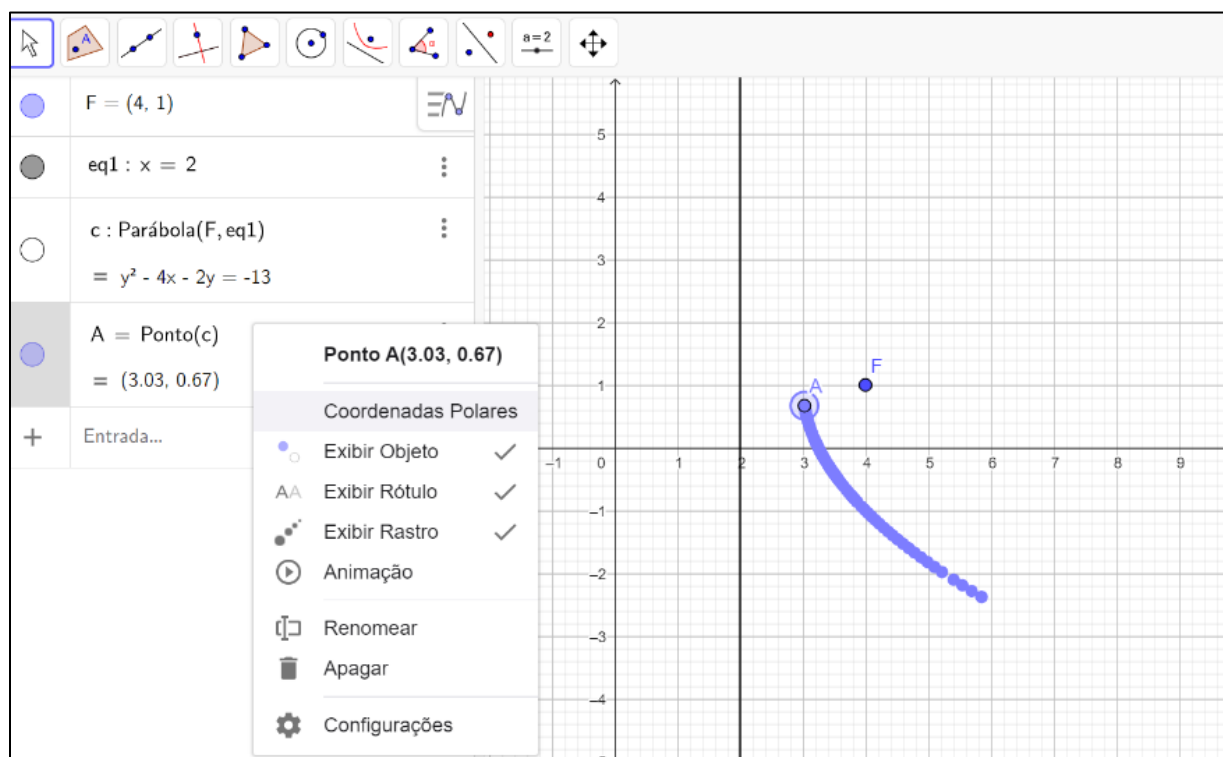 A
α
a=2
F = (4, 1)
eq1 : x = 2
c : Parábola(F, eq1)
= y² - 4x - 2y = -13
A = Ponto(c)
= (3.03, 0.67)
+ Entrada...
Ponto A(3.03, 0.67)
Coordenadas Polares
Exibir Objeto
AA Exibir Rótulo
Exibir Rastro
Animação
Renomear
Apagar
Configurações
5
4
3
2
1
F
A
–1 0 1 2 3 4 5 6 7 8 9
–1
–2
–3
–4